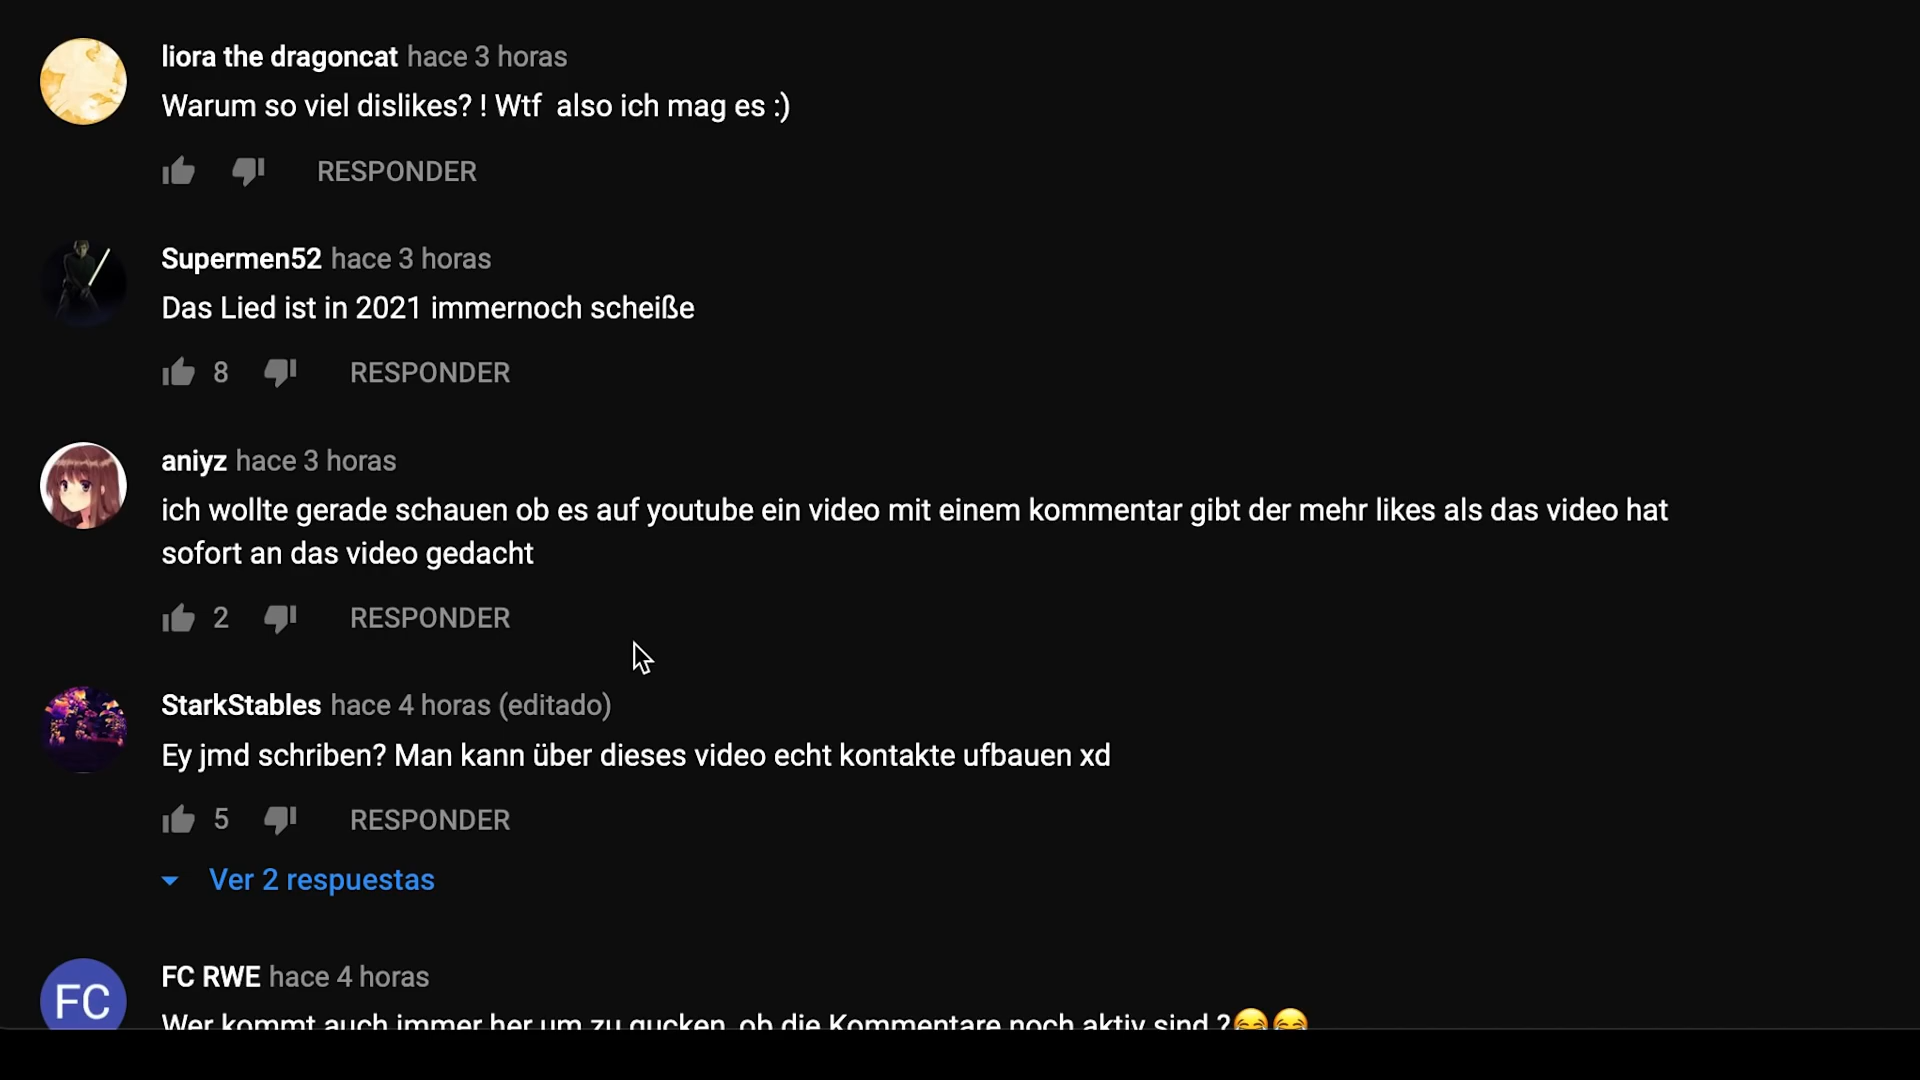 liora the dragoncat hace 3 horas
Warum so viel dislikes? ! Wtf  also ich mag es :)
RESPONDER
Supermen52 hace 3 horas
Das Lied ist in 2021 immernoch scheiße
8 RESPONDER
aniyz hace 3 horas
ich wollte gerade schauen ob es auf youtube ein video mit einem kommentar gibt der mehr likes als das video hat
sofort an das video gedacht
2 RESPONDER
StarkStables hace 4 horas (editado)
Ey jmd schriben? Man kann über dieses video echt kontakte ufbauen xd
5 RESPONDER
Ver 2 respuestas
FC FC RWE hace 4 horas
Wer kommt auch immer her um zu gucken, ob die Kommentare noch aktiv sind ?😂😂